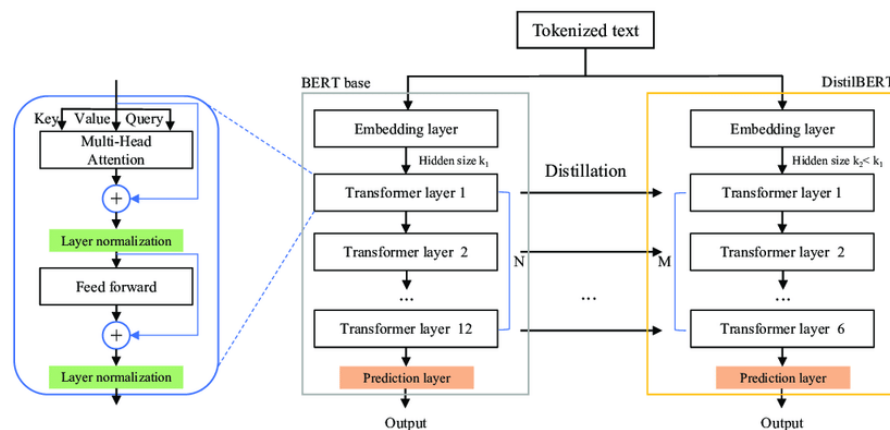 Tokenized text
BERT base
DistilBERT
Key Value Query
Multi-Head
Attention
+
Layer normalization
Feed forward
+
Layer normalization
Embedding layer
Hidden size k₁
Transformer layer 1
Transformer layer 2
...
Transformer layer 12
N
Prediction layer
Output
Distillation
...
Embedding layer
Hidden size k₂< k₁
Transformer layer 1
Transformer layer 2
...
Transformer layer 6
M
Prediction layer
Output